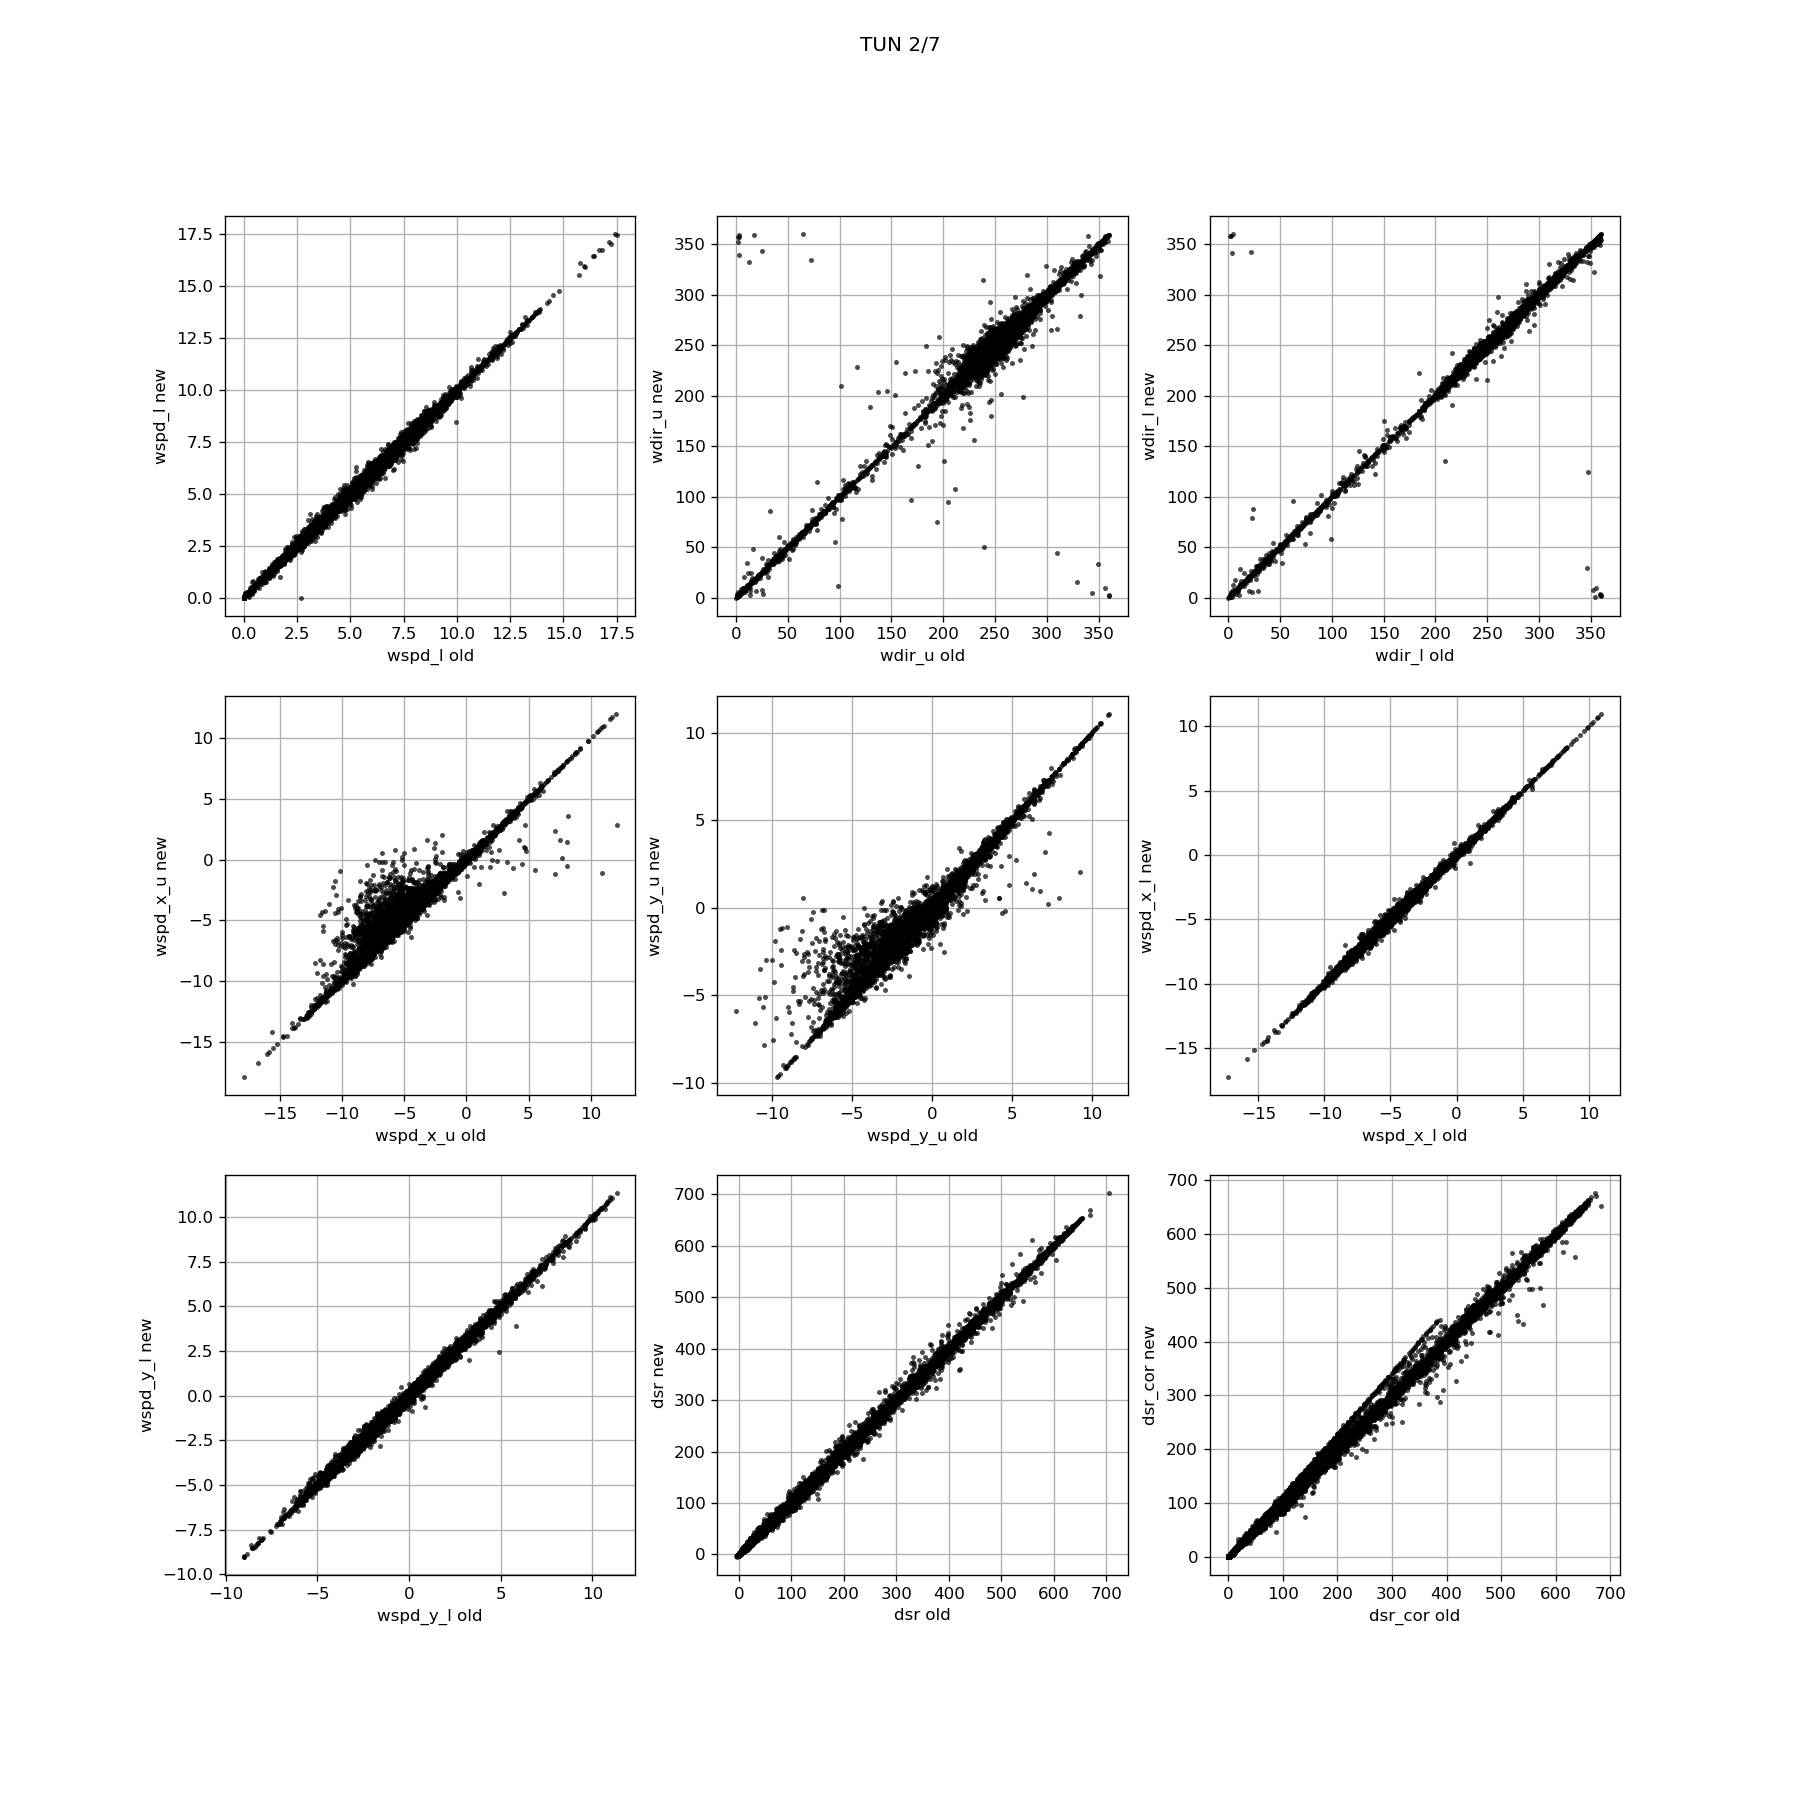 TUN 2/7
17.5
15.0
12.5
10.0
7.5
5.0
2.5
0.0
wspd_l new
0.0 2.5 5.0 7.5 10.0 12.5 15.0 17.5
wspd_l old
350
300
250
200
150
100
50
0
wdir_u new
0 50 100 150 200 250 300 350
wdir_u old
350
300
250
200
150
100
50
0
wdir_l new
0 50 100 150 200 250 300 350
wdir_l old
10
5
0
−5
−10
−15
wspd_x_u new
−15 −10 −5 0 5 10
wspd_x_u old
10
5
0
−5
−10
wspd_y_u new
−10 −5 0 5 10
wspd_y_u old
10
5
0
−5
−10
−15
wspd_x_l new
−15 −10 −5 0 5 10
wspd_x_l old
10.0
7.5
5.0
2.5
0.0
−2.5
−5.0
−7.5
−10.0
wspd_y_l new
−10 −5 0 5 10
wspd_y_l old
700
600
500
400
300
200
100
0
dsr new
0 100 200 300 400 500 600 700
dsr old
700
600
500
400
300
200
100
0
dsr_cor new
0 100 200 300 400 500 600 700
dsr_cor old